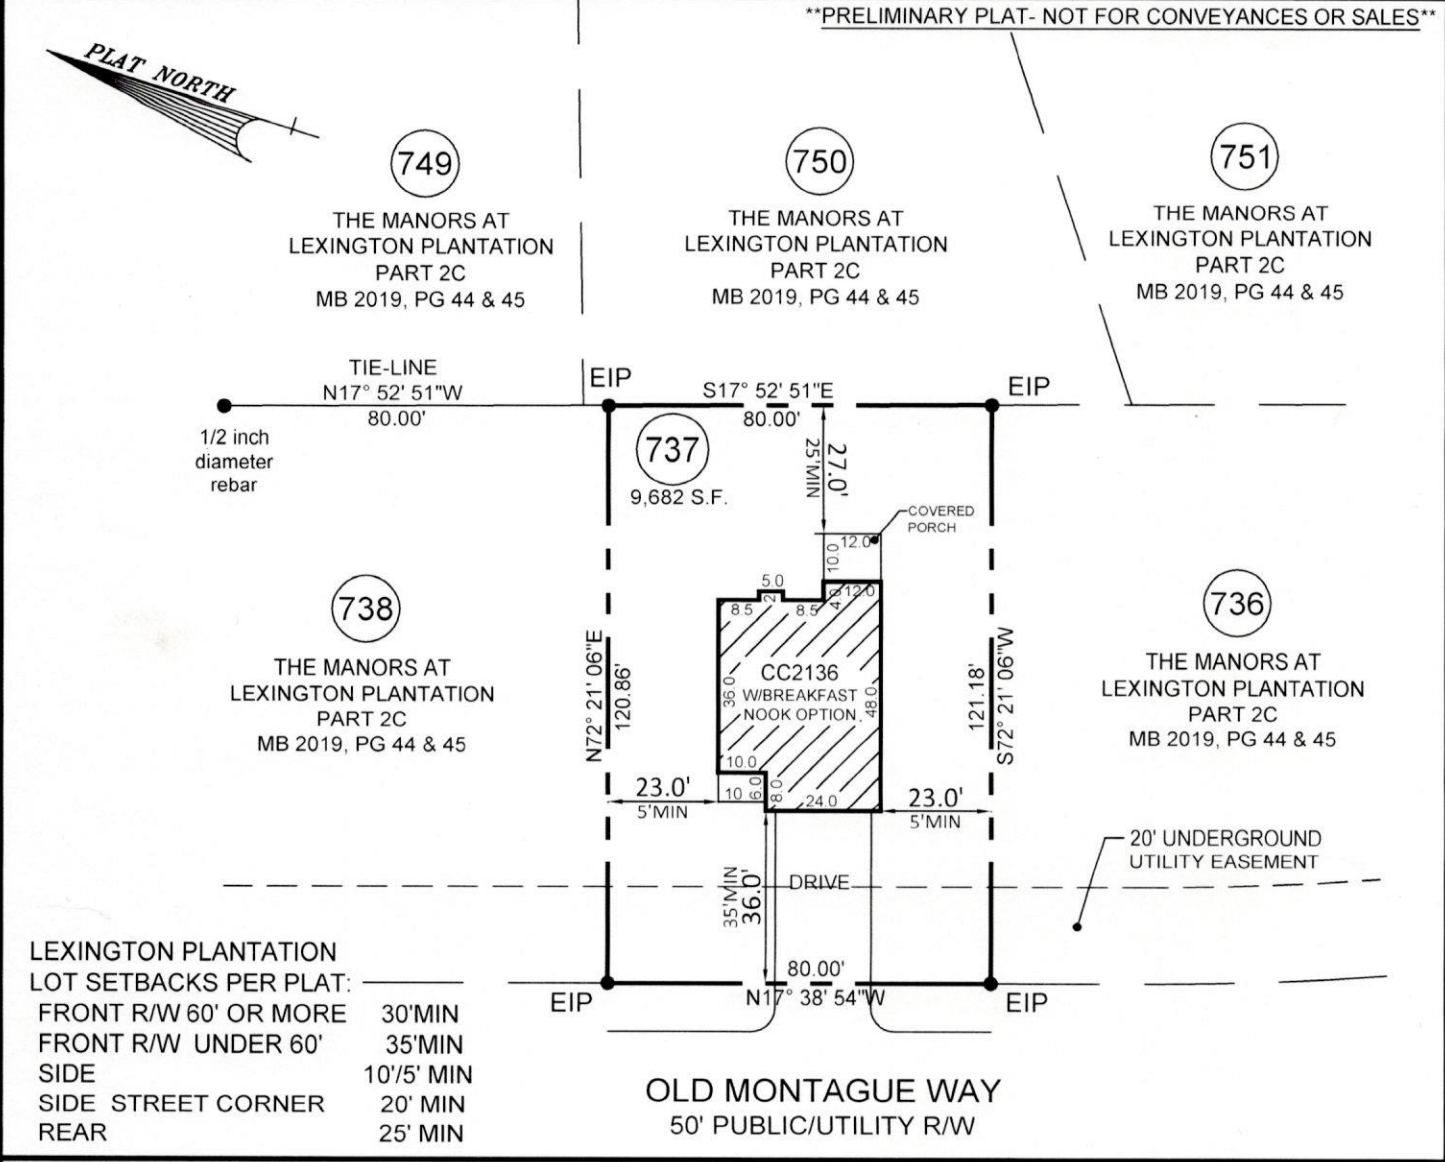 **PRELIMINARY PLAT- NOT FOR CONVEYANCES OR SALES**
PLAT NORTH
749
THE MANORS AT
LEXINGTON PLANTATION
PART 2C
MB 2019, PG 44 & 45
750
THE MANORS AT
LEXINGTON PLANTATION
PART 2C
MB 2019, PG 44 & 45
751
THE MANORS AT
LEXINGTON PLANTATION
PART 2C
MB 2019, PG 44 & 45
TIE-LINE
N17° 52' 51"W
80.00'
1/2 inch
diameter
rebar
EIP
S17° 52' 51"E
80.00'
EIP
737
9,682 S.F.
27.0'
25'MIN
COVERED
PORCH
12.0
10.0
5.0
2
8.5
8.5
4.0
12.0
738
THE MANORS AT
LEXINGTON PLANTATION
PART 2C
MB 2019, PG 44 & 45
N72° 21' 06"E
120.86'
CC2136
W/BREAKFAST
NOOK OPTION
36.0
48.0
121.18'
S72° 21' 06"W
736
THE MANORS AT
LEXINGTON PLANTATION
PART 2C
MB 2019, PG 44 & 45
10.0
10
6.0
8.0
24.0
23.0'
5'MIN
23.0'
5'MIN
20' UNDERGROUND
UTILITY EASEMENT
35'MIN
36.0'
DRIVE
80.00'
N17° 38' 54"W
EIP
EIP
LEXINGTON PLANTATION
LOT SETBACKS PER PLAT:
FRONT R/W 60' OR MORE 30'MIN
FRONT R/W UNDER 60' 35'MIN
SIDE 10'/5' MIN
SIDE STREET CORNER 20' MIN
REAR 25' MIN
OLD MONTAGUE WAY
50' PUBLIC/UTILITY R/W